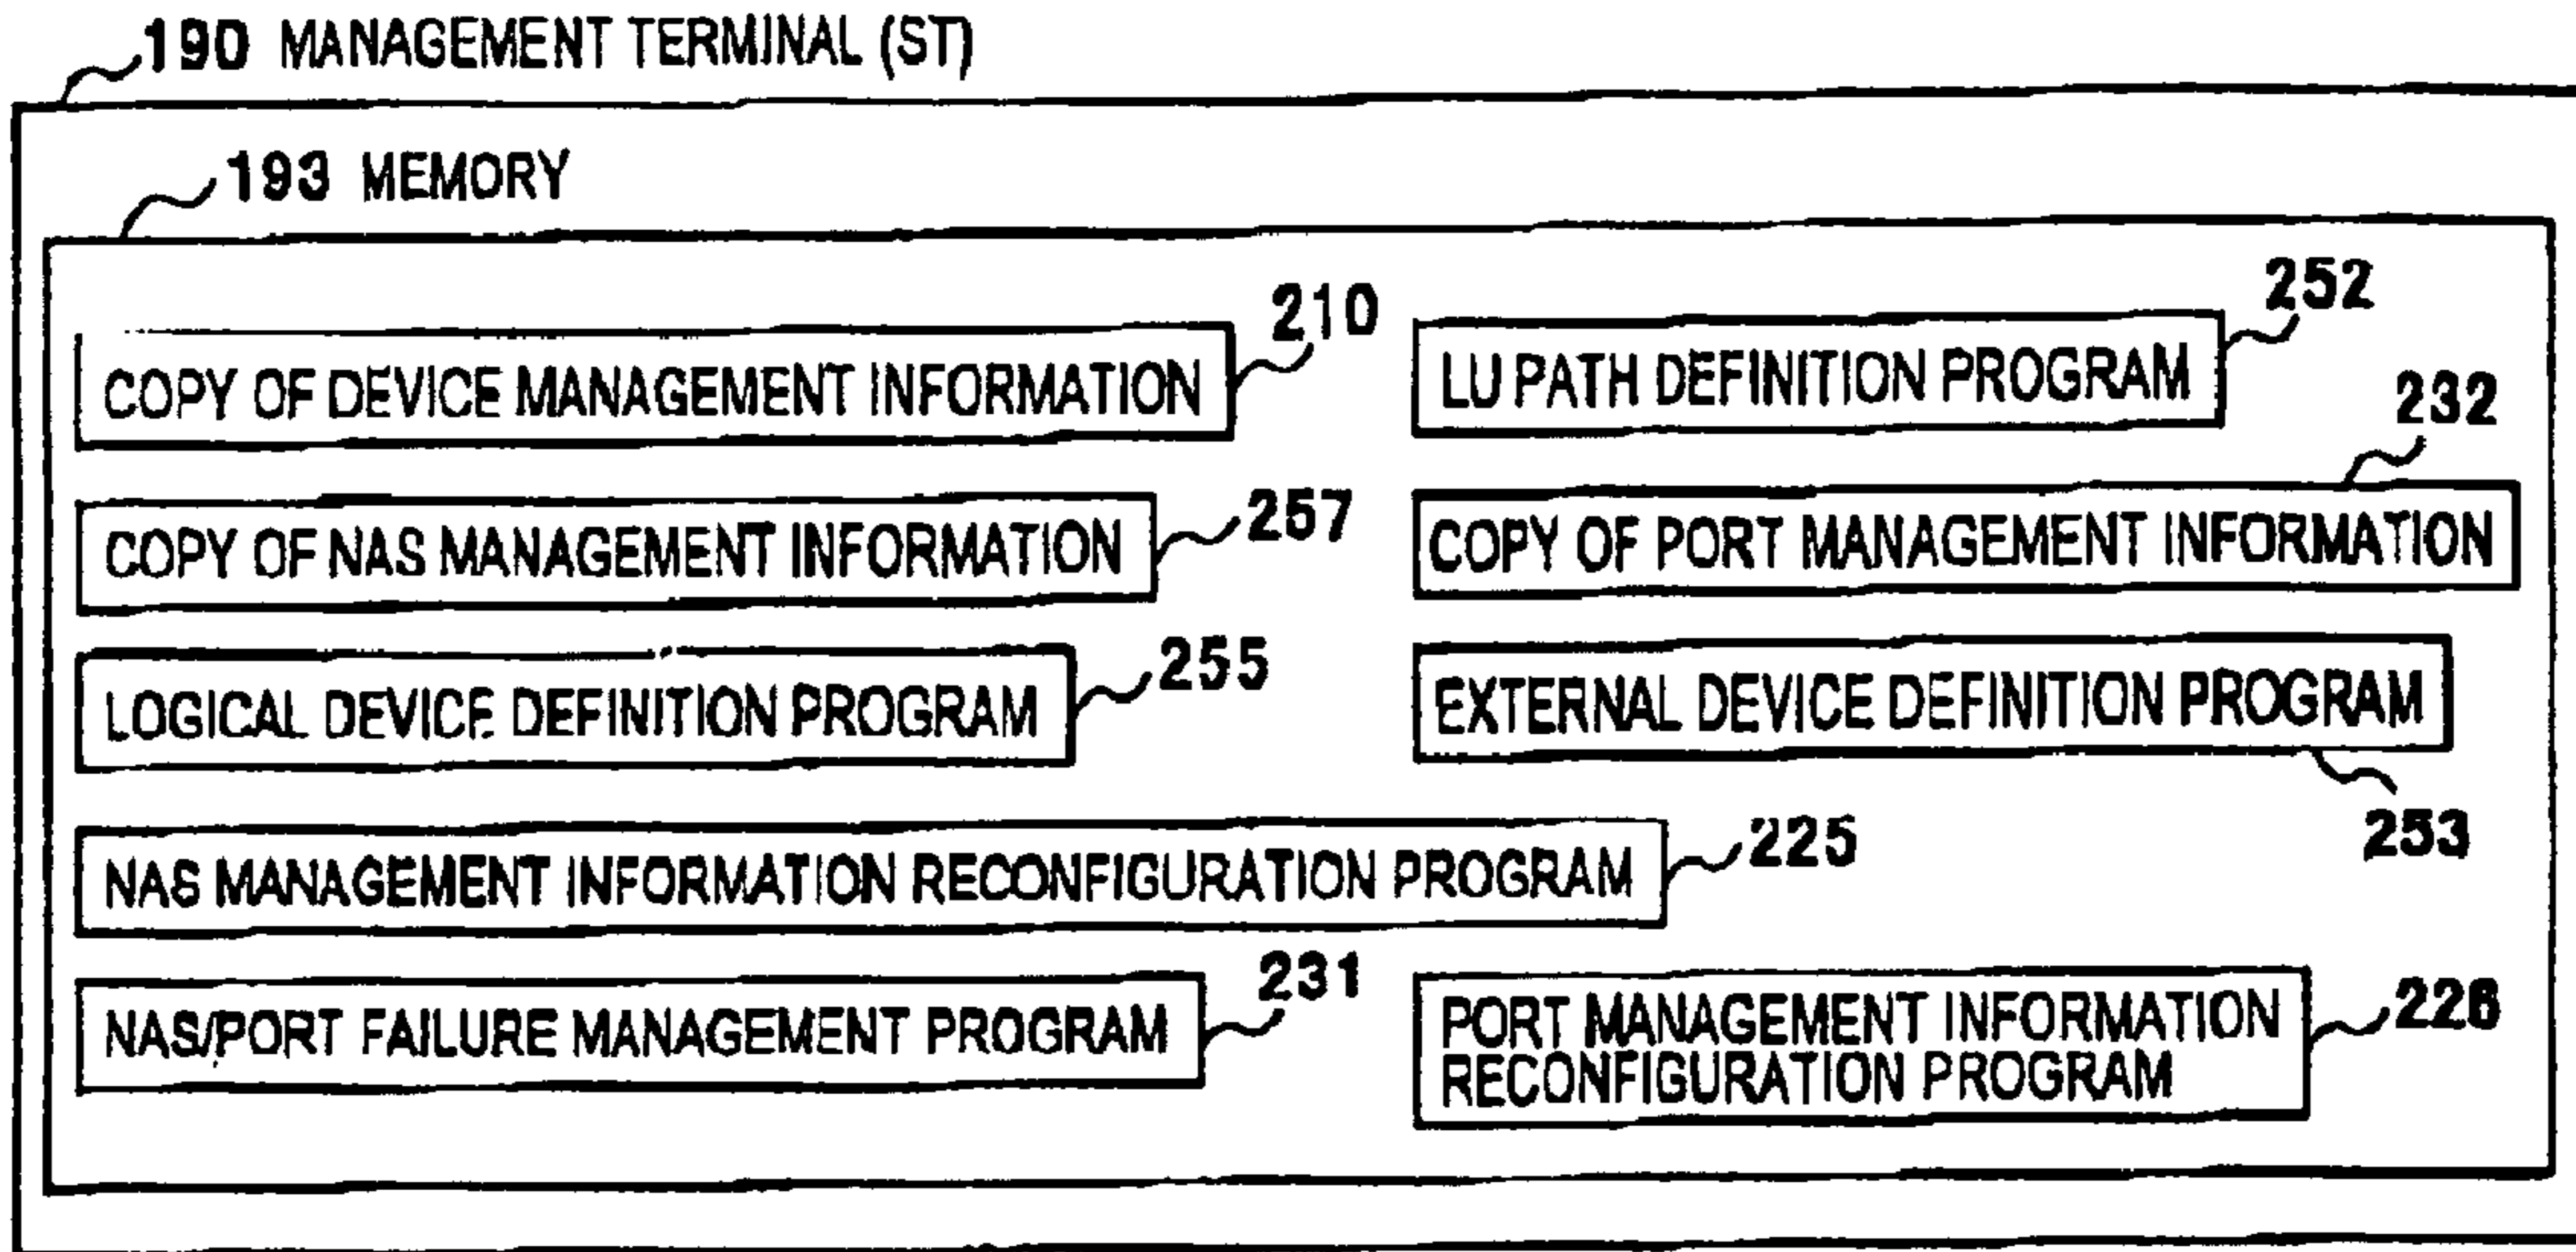 190 MANAGEMENT TERMINAL (ST)
193 MEMORY
210
COPY OF DEVICE MANAGEMENT INFORMATION
252
LU PATH DEFINITION PROGRAM
257
COPY OF NAS MANAGEMENT INFORMATION
232
COPY OF PORT MANAGEMENT INFORMATION
255
LOGICAL DEVICE DEFINITION PROGRAM
EXTERNAL DEVICE DEFINITION PROGRAM
253
NAS MANAGEMENT INFORMATION RECONFIGURATION PROGRAM
225
NAS/PORT FAILURE MANAGEMENT PROGRAM
231
PORT MANAGEMENT INFORMATION
RECONFIGURATION PROGRAM
226